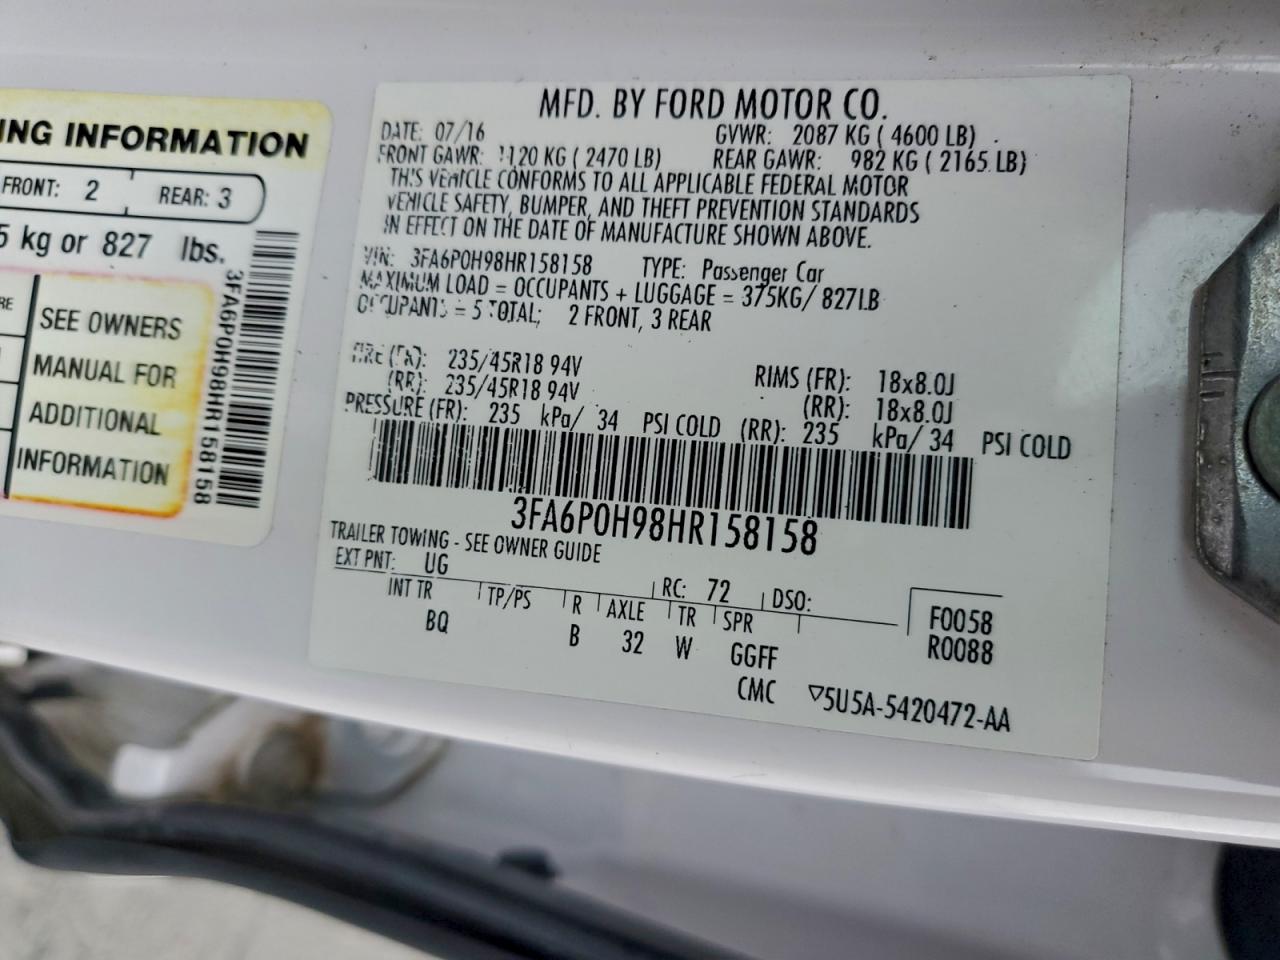 ING INFORMATION
FRONT: 2 REAR: 3
5 kg or 827 lbs.
RE
SEE OWNERS
MANUAL FOR
ADDITIONAL
INFORMATION
3FA6P0H98HR158158
MFD. BY FORD MOTOR CO.
DATE: 07/16 GVWR: 2087 KG ( 4600 LB)
FRONT GAWR: 1120 KG ( 2470 LB) REAR GAWR: 982 KG ( 2165 LB)
THIS VEHICLE CONFORMS TO ALL APPLICABLE FEDERAL MOTOR
VEHICLE SAFETY, BUMPER, AND THEFT PREVENTION STANDARDS
IN EFFECT ON THE DATE OF MANUFACTURE SHOWN ABOVE.
VIN: 3FA6P0H98HR158158 TYPE: Passenger Car
MAXIMUM LOAD = OCCUPANTS + LUGGAGE = 375KG/ 827LB
OCCUPANTS = 5 TOTAL; 2 FRONT, 3 REAR
TIRE (FR): 235/45R18 94V RIMS (FR): 18x8.0J
(RR): 235/45R18 94V (RR): 18x8.0J
PRESSURE (FR): 235 kPa/ 34 PSI COLD (RR): 235 kPa/ 34 PSI COLD
3FA6P0H98HR158158
TRAILER TOWING - SEE OWNER GUIDE
EXT PNT: UG RC: 72 DSO: F0058
INT TR TP/PS R AXLE TR SPR R0088
BQ B 32 W GGFF
CMC ▽5U5A-5420472-AA